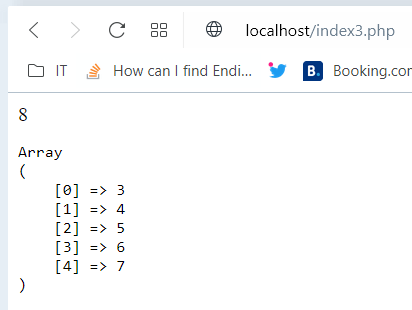 localhost/index3.php
IT How can I find Endi... B. Booking.com
8
Array
(
[0] => 3
[1] => 4
[2] => 5
[3] => 6
[4] => 7
)